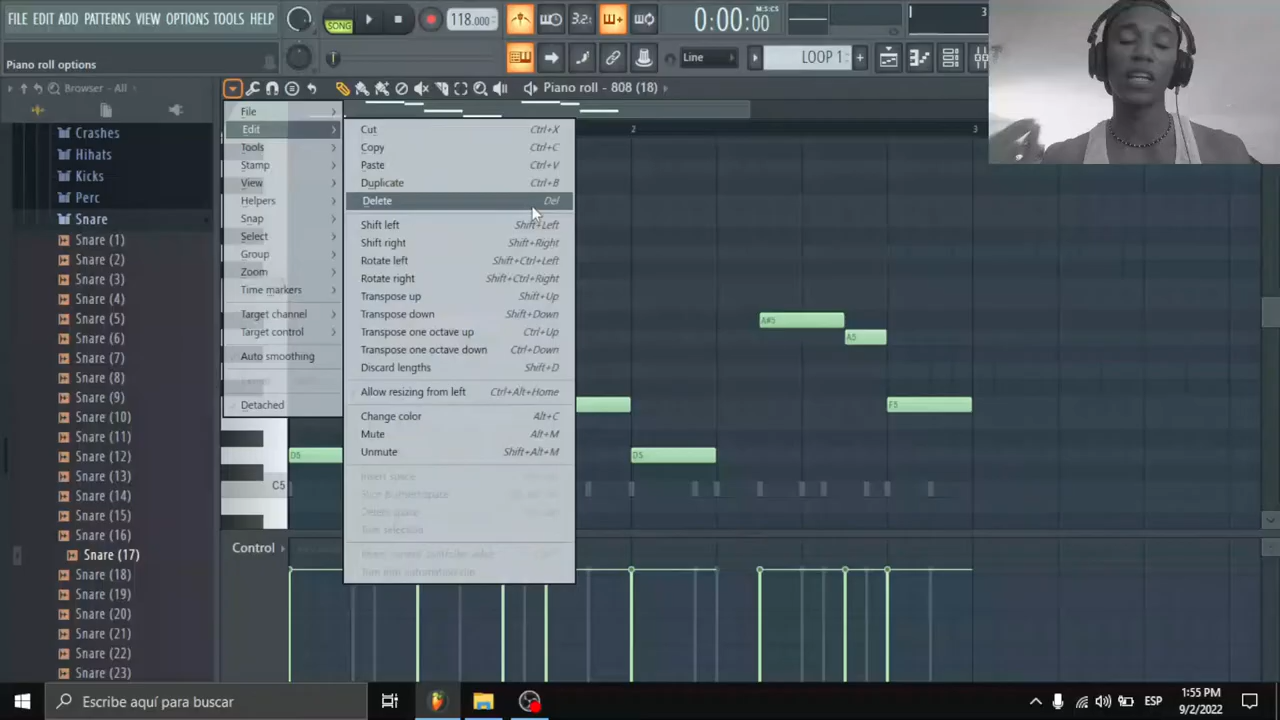 FILE EDIT ADD PATTERNS VIEW OPTIONS TOOLS HELP
SONG
118.000
3.2:
0:00:00
M:S:CS
3
Piano roll options
Line
LOOP 1
Browser - All
Piano roll - 808 (18)
Crashes
Hihats
Kicks
Perc
Snare
Snare (1)
Snare (2)
Snare (3)
Snare (4)
Snare (5)
Snare (6)
Snare (7)
Snare (8)
Snare (9)
Snare (10)
Snare (11)
Snare (12)
Snare (13)
Snare (14)
Snare (15)
Snare (16)
Snare (17)
Snare (18)
Snare (19)
Snare (20)
Snare (21)
Snare (22)
Snare (23)
File
Edit
Tools
Stamp
View
Helpers
Snap
Select
Group
Zoom
Time markers
Target channel
Target control
Auto smoothing
Detached
Cut Ctrl+X
Copy Ctrl+C
Paste Ctrl+V
Duplicate Ctrl+B
Delete Del
Shift left Shift+Left
Shift right Shift+Right
Rotate left Shift+Ctrl+Left
Rotate right Shift+Ctrl+Right
Transpose up Shift+Up
Transpose down Shift+Down
Transpose one octave up Ctrl+Up
Transpose one octave down Ctrl+Down
Discard lengths Shift+D
Allow resizing from left Ctrl+Alt+Home
Change color Alt+C
Mute Alt+M
Unmute Shift+Alt+M
Insert space
Delete space
2
3
A#5
A5
F5
D5
D5
C5
Control
Escribe aquí para buscar
ESP
1:55 PM
9/2/2022